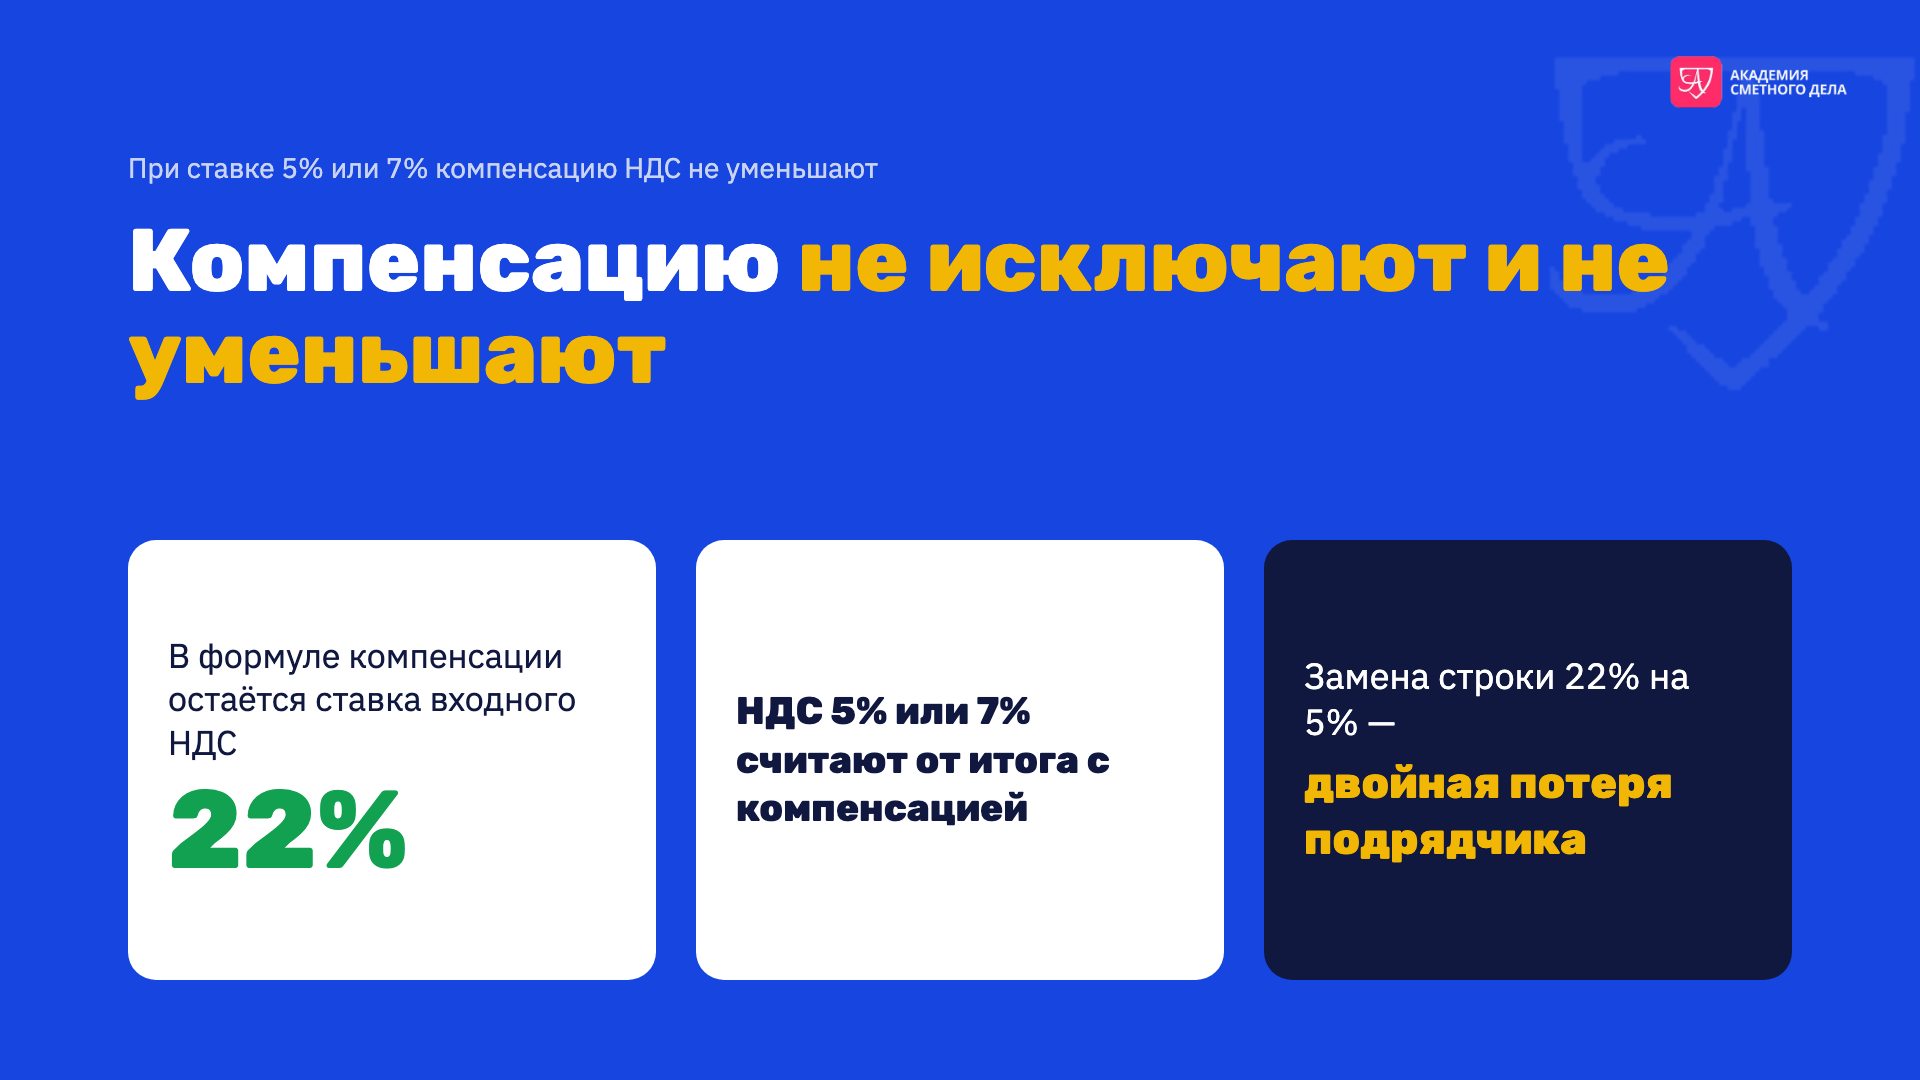 АКАДЕМИЯ
СМЕТНОГО ДЕЛА
При ставке 5% или 7% компенсацию НДС не уменьшают
Компенсацию не исключают и не
уменьшают
В формуле компенсации
остаётся ставка входного
НДС
22%
НДС 5% или 7%
считают от итога с
компенсацией
Замена строки 22% на
5% —
двойная потеря
подрядчика